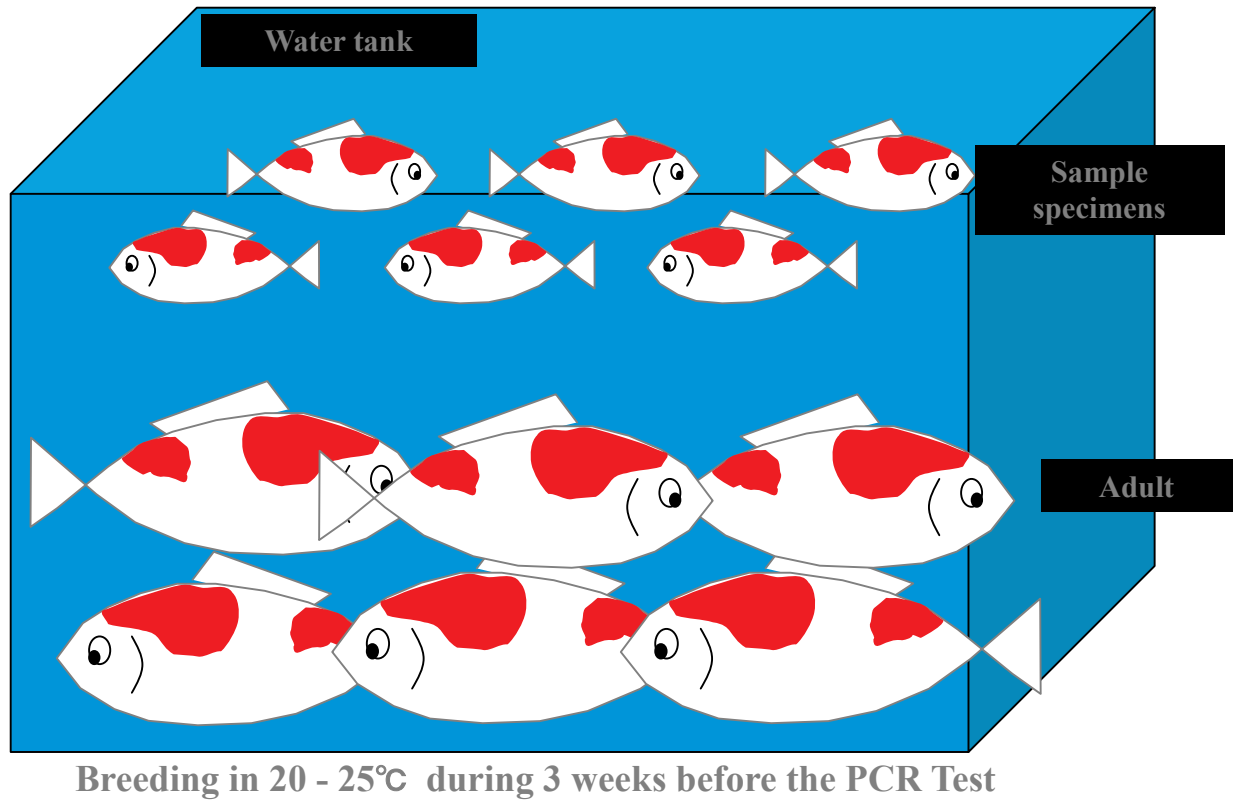 Water tank
Sample
specimens
Adult
Breeding in 20 - 25℃ during 3 weeks before the PCR Test